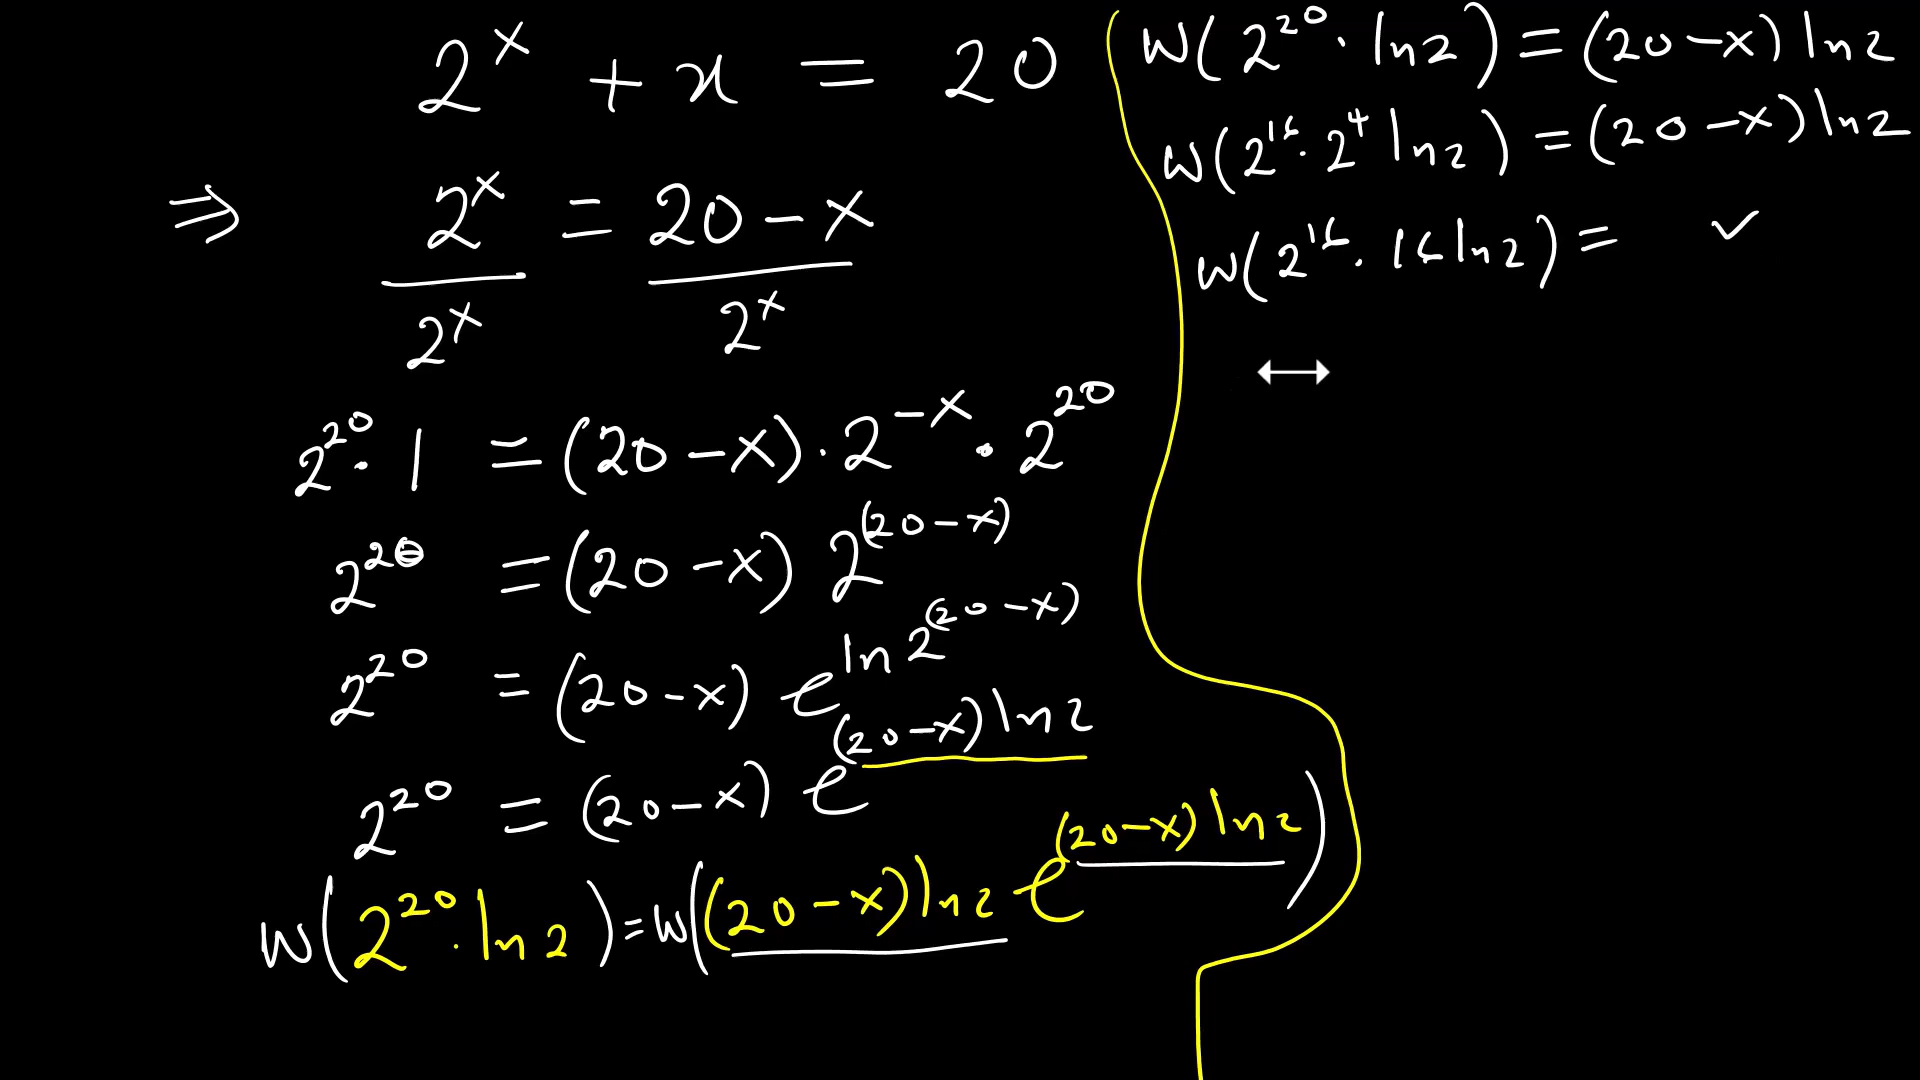 2^x + x = 20
⇒ 2^x / 2^x = (20 - x) / 2^x
2^20 · 1 = (20 - x) · 2^-x · 2^20
2^20 = (20 - x) 2^(20 - x)
2^20 = (20 - x) e^ln 2^(20 - x)
2^20 = (20 - x) e^(20 - x) ln 2
W(2^20 · ln 2) = W((20 - x) ln 2 e^(20 - x) ln 2)
W(2^20 · ln 2) = (20 - x) ln 2
W(2^16 · 2^4 ln 2) = (20 - x) ln 2
W(2^16 · 16 ln 2) = ✓